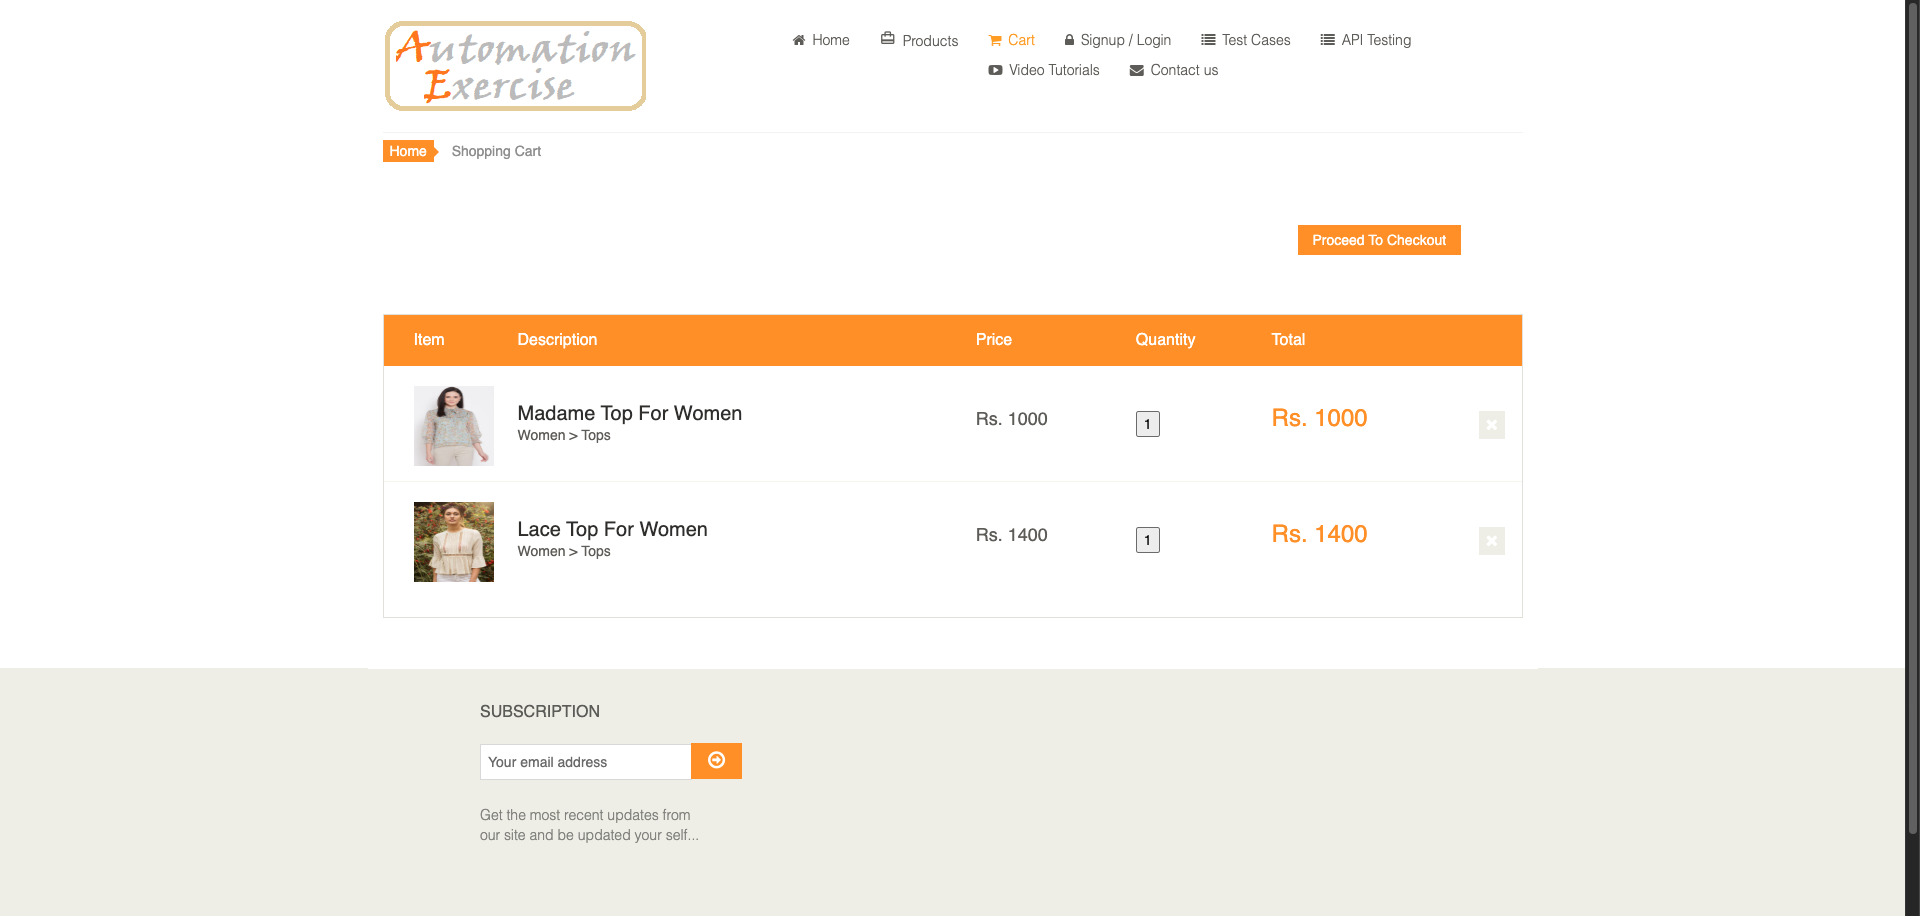 Automation
Exercise
Home
Products
Cart
Signup / Login
Test Cases
API Testing
Video Tutorials
Contact us
Home
Shopping Cart
Proceed To Checkout
Item Description Price Quantity Total
Madame Top For Women
Women > Tops
Rs. 1000
1
Rs. 1000
Lace Top For Women
Women > Tops
Rs. 1400
1
Rs. 1400
SUBSCRIPTION
Your email address
Get the most recent updates from
our site and be updated your self...